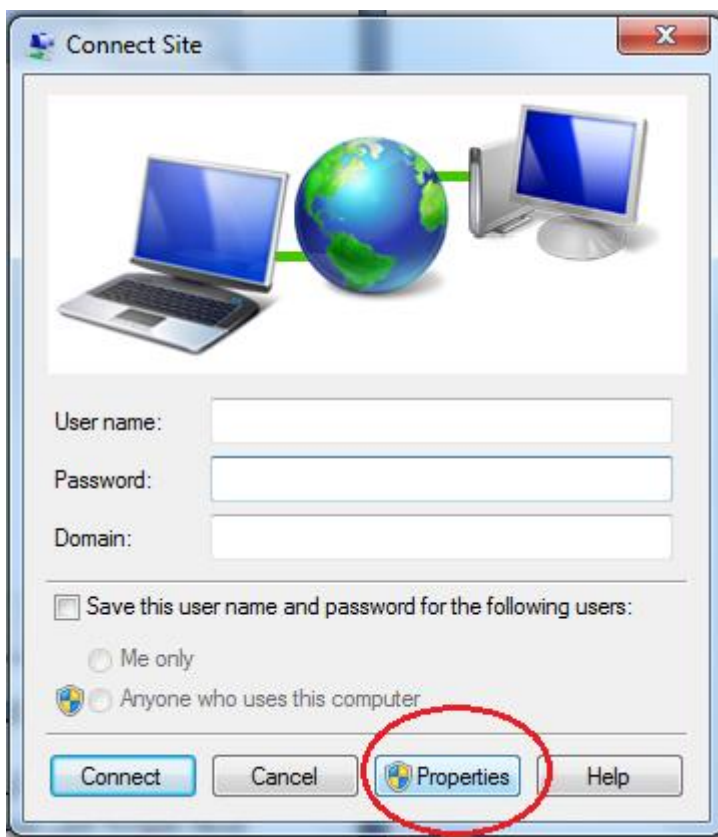 Connect Site
User name:
Password:
Domain:
Save this user name and password for the following users:
Me only
Anyone who uses this computer
Connect Cancel Properties Help